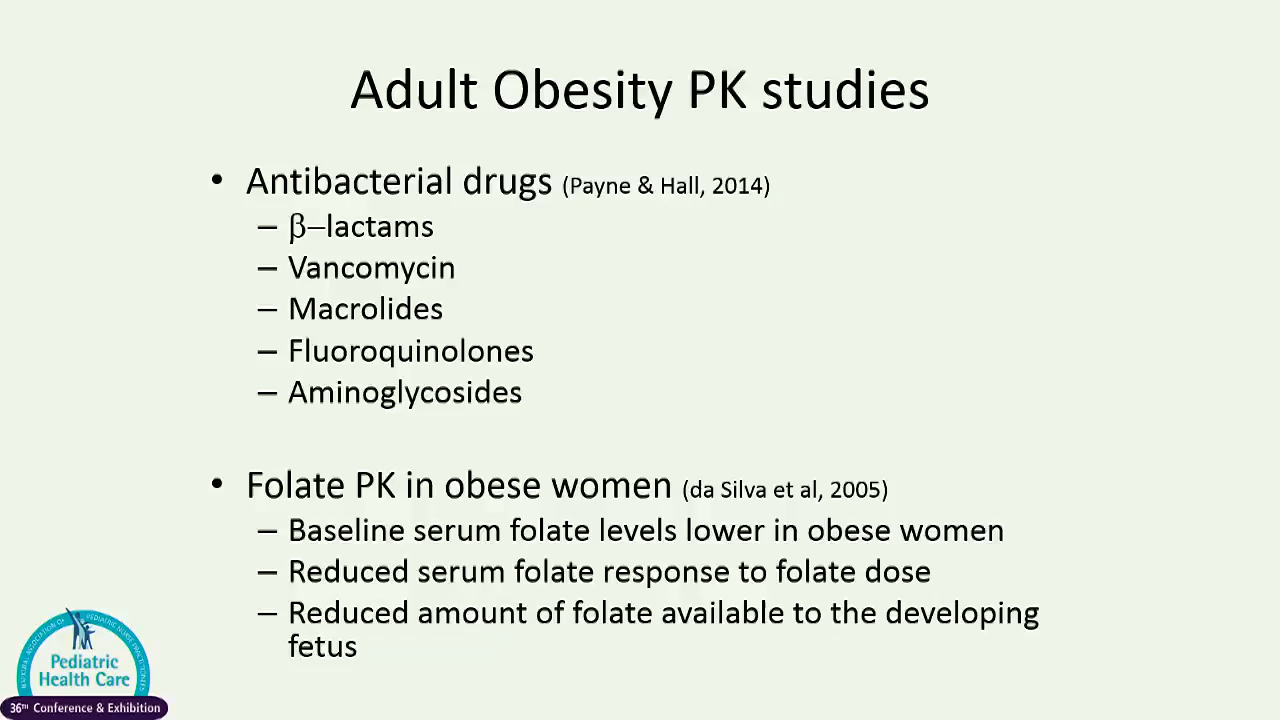 Adult Obesity PK studies
• Antibacterial drugs (Payne & Hall, 2014)
– β–lactams
– Vancomycin
– Macrolides
– Fluoroquinolones
– Aminoglycosides
• Folate PK in obese women (da Silva et al, 2005)
– Baseline serum folate levels lower in obese women
– Reduced serum folate response to folate dose
– Reduced amount of folate available to the developing
fetus
Pediatric
Health Care
36TH Conference & Exhibition